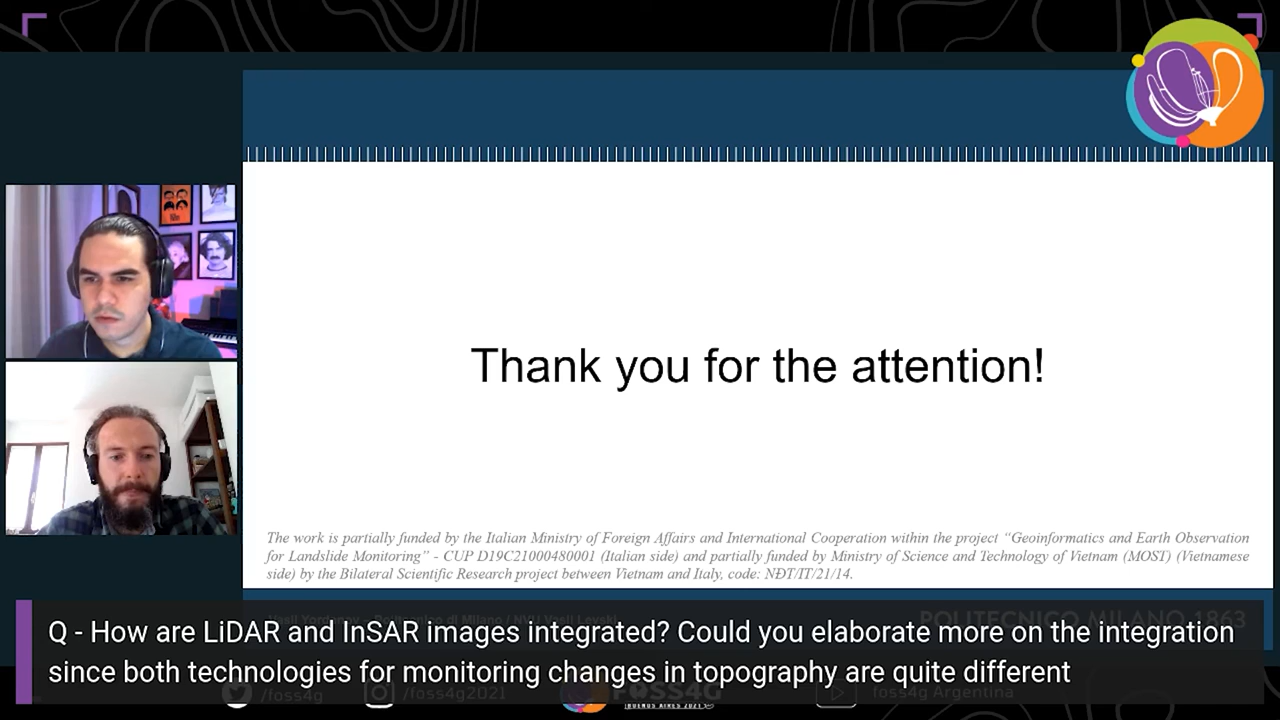 Thank you for the attention!
The work is partially funded by the Italian Ministry of Foreign Affairs and International Cooperation within the project “Geoinformatics and Earth Observation
for Landslide Monitoring” - CUP D19C21000480001 (Italian side) and partially funded by Ministry of Science and Technology of Vietnam (MOST) (Vietnamese
side) by the Bilateral Scientific Research project between Vietnam and Italy, code: NĐT/IT/21/14.
POLITECNICO MILANO 1863
Q - How are LiDAR and InSAR images integrated? Could you elaborate more on the integration
since both technologies for monitoring changes in topography are quite different
/foss4g
/foss4g2021
FOSS4G
BUENOS AIRES 2021
foss4g Argentina